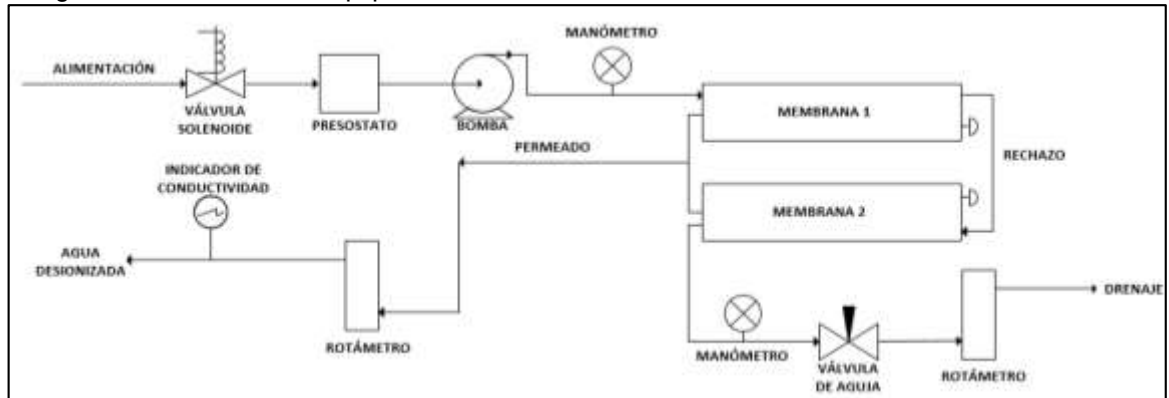 ALIMENTACIÓN
VÁLVULA
SOLENOIDE
PRESOSTATO
BOMBA
MANÓMETRO
MEMBRANA 1
RECHAZO
PERMEADO
MEMBRANA 2
INDICADOR DE
CONDUCTIVIDAD
AGUA
DESIONIZADA
ROTÁMETRO
MANÓMETRO
VÁLVULA
DE AGUJA
ROTÁMETRO
DRENAJE